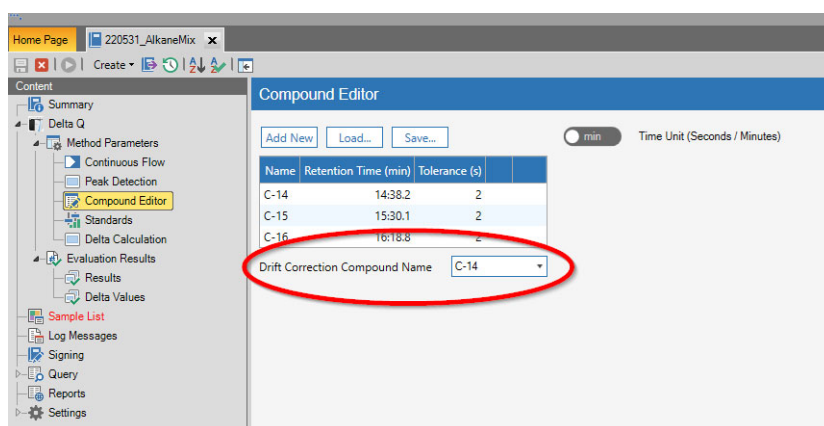 Home Page
220531_AlkaneMix
Create
Content
Summary
Delta Q
Method Parameters
Continuous Flow
Peak Detection
Compound Editor
Standards
Delta Calculation
Evaluation Results
Results
Delta Values
Sample List
Log Messages
Signing
Query
Reports
Settings
Compound Editor
Add New Load... Save... min Time Unit (Seconds / Minutes)
Name Retention Time (min) Tolerance (s)
C-14 14:38.2 2
C-15 15:30.1 2
C-16 16:18.8 2
Drift Correction Compound Name C-14